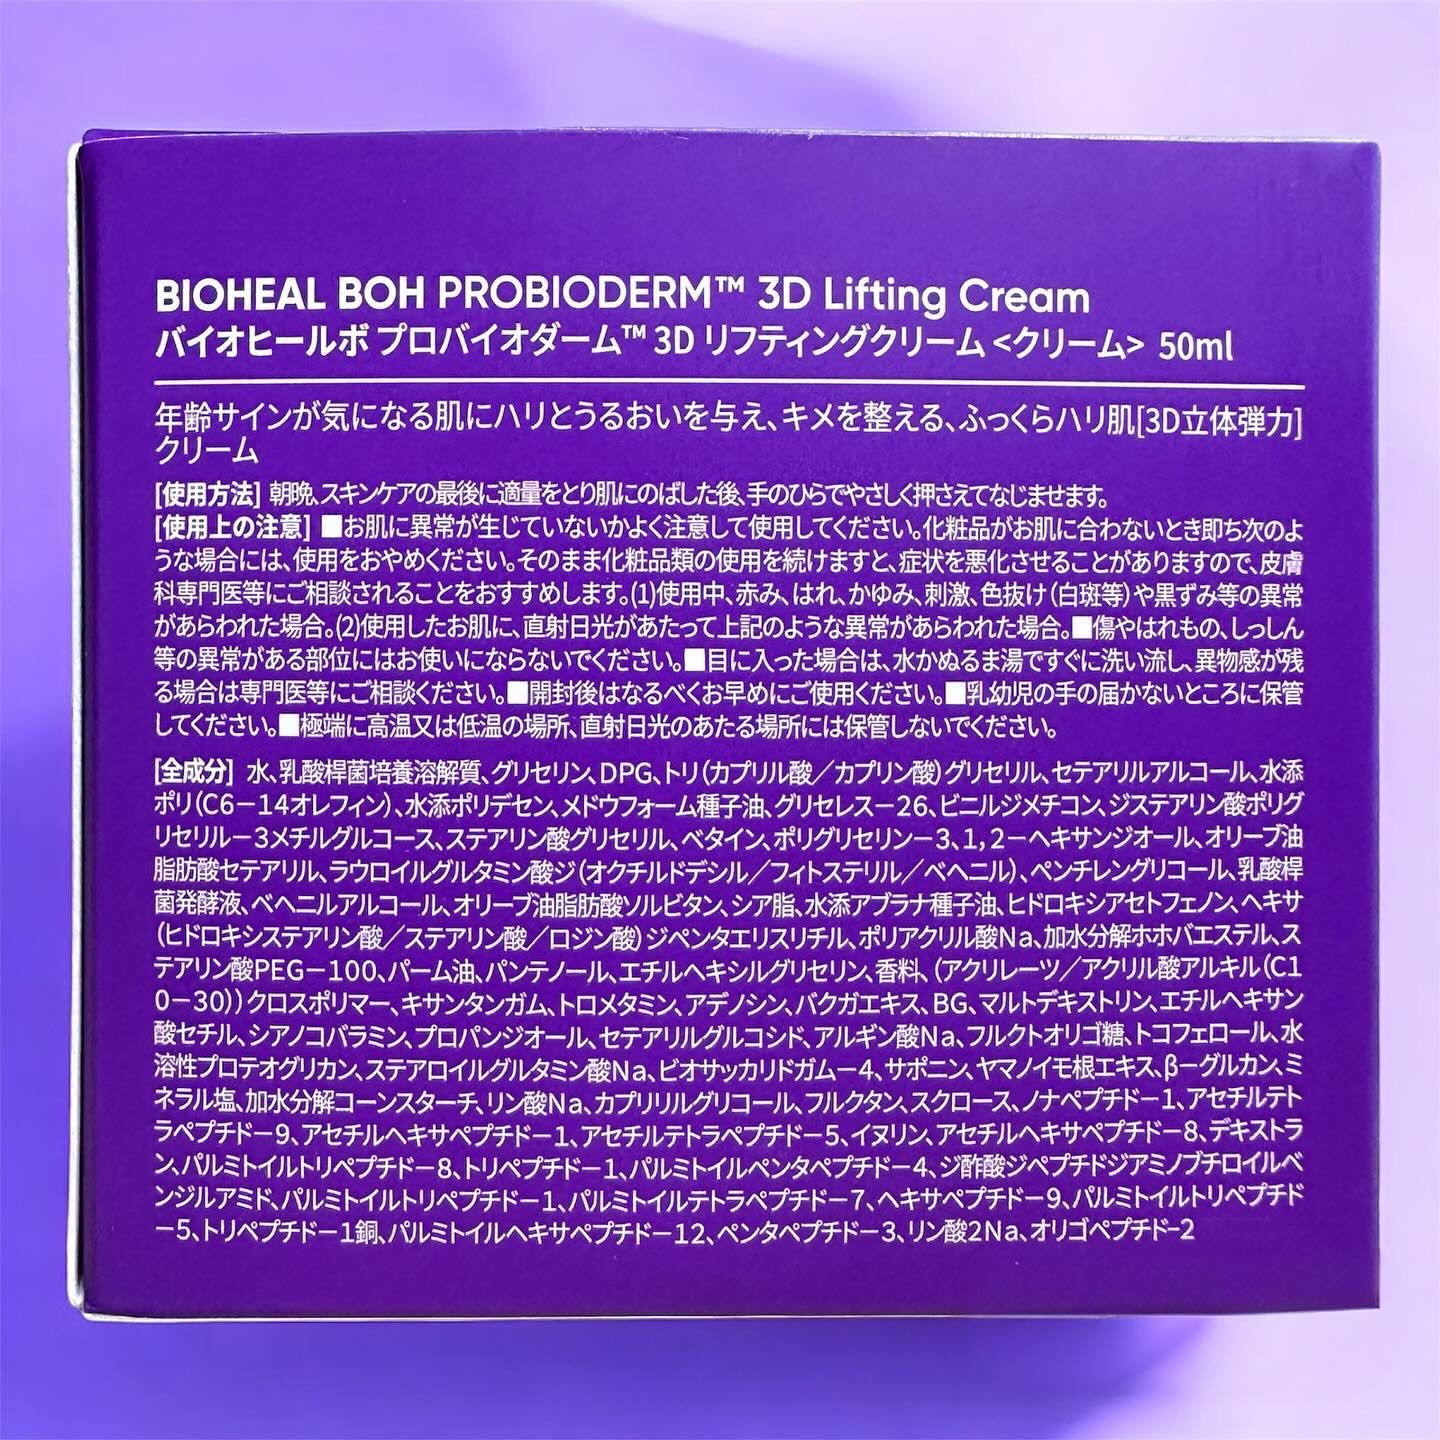 BIOHEAL BOH PROBIODERM™ 3D Lifting Cream
バイオヒールボ プロバイオダーム™ 3D リフティングクリーム <クリーム> 50ml
年齢サインが気になる肌にハリとうるおいを与え、キメを整える、ふっくらハリ肌[3D立体弾力]
クリーム
[使用方法] 朝晩、スキンケアの最後に適量をとり肌にのばした後、手のひらでやさしく押さえてなじませます。
[使用上の注意] ■お肌に異常が生じていないかよく注意して使用してください。化粧品がお肌に合わないとき即ち次のよ
うな場合には、使用をおやめください。そのまま化粧品類の使用を続けますと、症状を悪化させることがありますので、皮膚
科専門医等にご相談されることをおすすめします。(1)使用中、赤み、はれ、かゆみ、刺激、色抜け(白斑等)や黒ずみ等の異常
があらわれた場合。(2)使用したお肌に、直射日光があたって上記のような異常があらわれた場合。■傷やはれもの、しっしん
等の異常がある部位にはお使いにならないでください。■目に入った場合は、水かぬるま湯ですぐに洗い流し、異物感が残
る場合は専門医等にご相談ください。■開封後はなるべくお早めにご使用ください。■乳幼児の手の届かないところに保管
してください。■極端に高温又は低温の場所、直射日光のあたる場所には保管しないでください。
[全成分] 水、乳酸桿菌培養溶解質、グリセリン、DPG、トリ(カプリル酸／カプリン酸)グリセリル、セテアリルアルコール、水添
ポリ(C6－14オレフィン)、水添ポリデセン、メドウフォーム種子油、グリセレス－26、ビニルジメチコン、ジステアリン酸ポリグ
リセリル－3メチルグルコース、ステアリン酸グリセリル、ベタイン、ポリグリセリン－3、1，2－ヘキサンジオール、オリーブ油
脂肪酸セテアリル、ラウロイルグルタミン酸ジ(オクチルドデシル／フィトステリル／ベヘニル)、ペンチレングリコール、乳酸桿
菌発酵液、ベヘニルアルコール、オリーブ油脂肪酸ソルビタン、シア脂、水添アブラナ種子油、ヒドロキシアセトフェノン、ヘキサ
(ヒドロキシステアリン酸／ステアリン酸／ロジン酸)ジペンタエリスリチル、ポリアクリル酸Na、加水分解ホホバエステル、ス
テアリン酸PEG－100、パーム油、パンテノール、エチルヘキシルグリセリン、香料、(アクリレーツ／アクリル酸アルキル(C1
0－30))クロスポリマー、キサンタンガム、トロメタミン、アデノシン、バクガエキス、BG、マルトデキストリン、エチルヘキサン
酸セチル、シアノコバラミン、プロパンジオール、セテアリルグルコシド、アルギン酸Na、フルクトオリゴ糖、トコフェロール、水
溶性プロテオグリカン、ステアロイルグルタミン酸Na、ビオサッカリドガム－4、サポニン、ヤマノイモ根エキス、β－グルカン、ミ
ネラル塩、加水分解コーンスターチ、リン酸Na、カプリリルグリコール、フルクタン、スクロース、ノナペプチド－1、アセチルテト
ラペプチド－9、アセチルヘキサペプチド－1、アセチルテトラペプチド－5、イヌリン、アセチルヘキサペプチド－8、デキストラ
ン、パルミトイルトリペプチド－8、トリペプチド－1、パルミトイルペンタペプチド－4、ジ酢酸ジペプチドジアミノブチロイルベ
ンジルアミド、パルミトイルトリペプチド－1、パルミトイルテトラペプチド－7、ヘキサペプチド－9、パルミトイルトリペプチド
－5、トリペプチド－1銅、パルミトイルヘキサペプチド－12、ペンタペプチド－3、リン酸2Na、オリゴペプチド-2